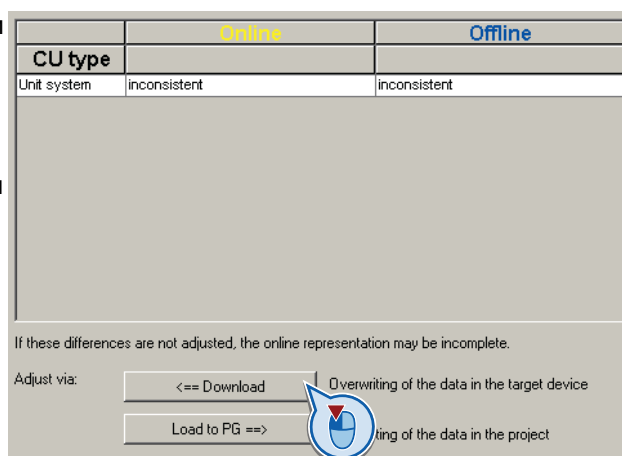 Online Offline
CU type
Unit system inconsistent inconsistent
If these differences are not adjusted, the online representation may be incomplete.
Adjust via:
<== Download Overwriting of the data in the target device
Load to PG ==> ting of the data in the project